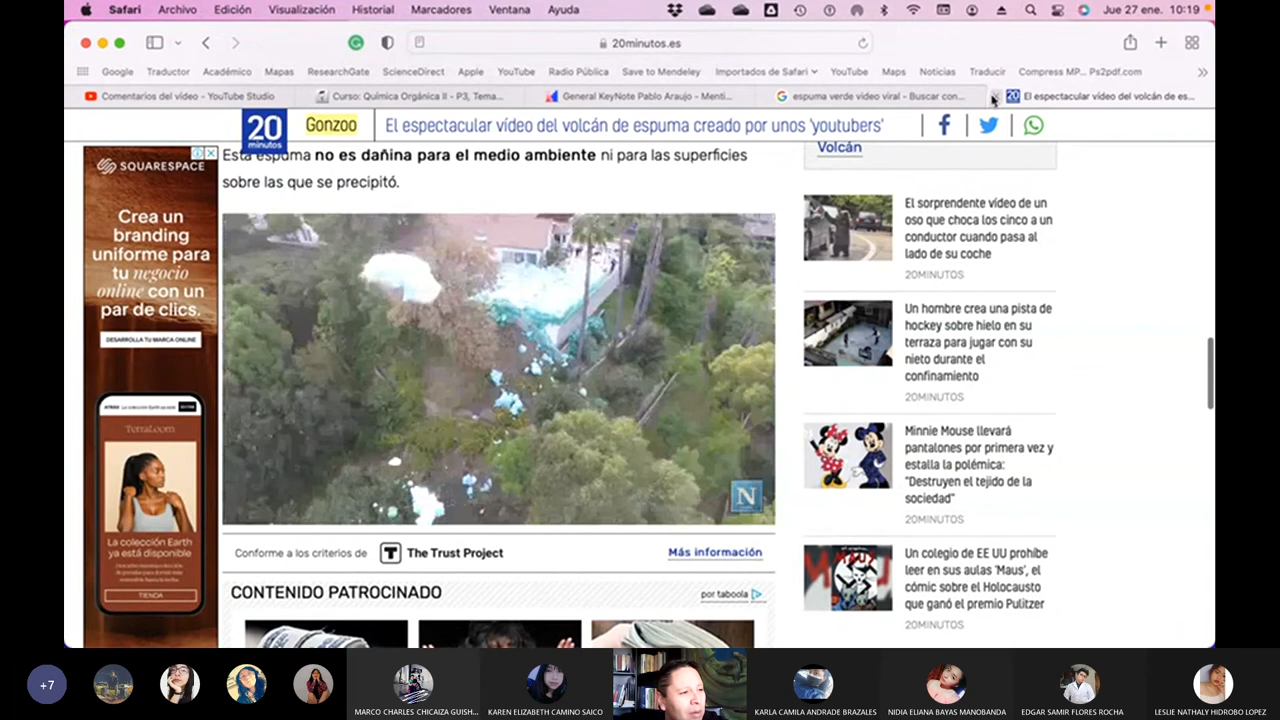 Safari Archivo Edición Visualización Historial Marcadores Ventana Ayuda Jue 27 ene. 10:19
20minutos.es
Google Traductor Académico Mapas ResearchGate ScienceDirect Apple YouTube Radio Pública Save to Mendeley Importados de Safari YouTube Maps Noticias Traducir Compress MP... Ps2pdf.com
Comentarios del vídeo - YouTube Studio
Curso: Química Orgánica II - P3, Tema...
General KeyNote Pablo Araujo - Menti...
espuma verde video viral - Buscar con...
20 El espectacular vídeo del volcán de es...
20 minutos
Gonzoo
El espectacular vídeo del volcán de espuma creado por unos 'youtubers'
SQUARESPACE
Crea un
branding
uniforme para
tu negocio
online con un
par de clics.
DESARROLLA TU MARCA ONLINE
La colección Earth
ya está disponible
TIENDA
Esta espuma no es dañina para el medio ambiente ni para las superficies
sobre las que se precipitó.
N
Conforme a los criterios de T The Trust Project Más información
CONTENIDO PATROCINADO por taboola
Volcán
El sorprendente vídeo de un
oso que choca los cinco a un
conductor cuando pasa al
lado de su coche
20MINUTOS
Un hombre crea una pista de
hockey sobre hielo en su
terraza para jugar con su
nieto durante el
confinamiento
20MINUTOS
Minnie Mouse llevará
pantalones por primera vez y
estalla la polémica:
"Destruyen el tejido de la
sociedad"
20MINUTOS
Un colegio de EE UU prohíbe
leer en sus aulas 'Maus', el
cómic sobre el Holocausto
que ganó el premio Pulitzer
20MINUTOS
+7
MARCO CHARLES CHICAIZA GUISH...
KAREN ELIZABETH CAMINO SAICO
KARLA CAMILA ANDRADE BRAZALES
NIDIA ELIANA BAYAS MANOBANDA
EDGAR SAMIR FLORES ROCHA
LESLIE NATHALY HIDROBO LOPEZ